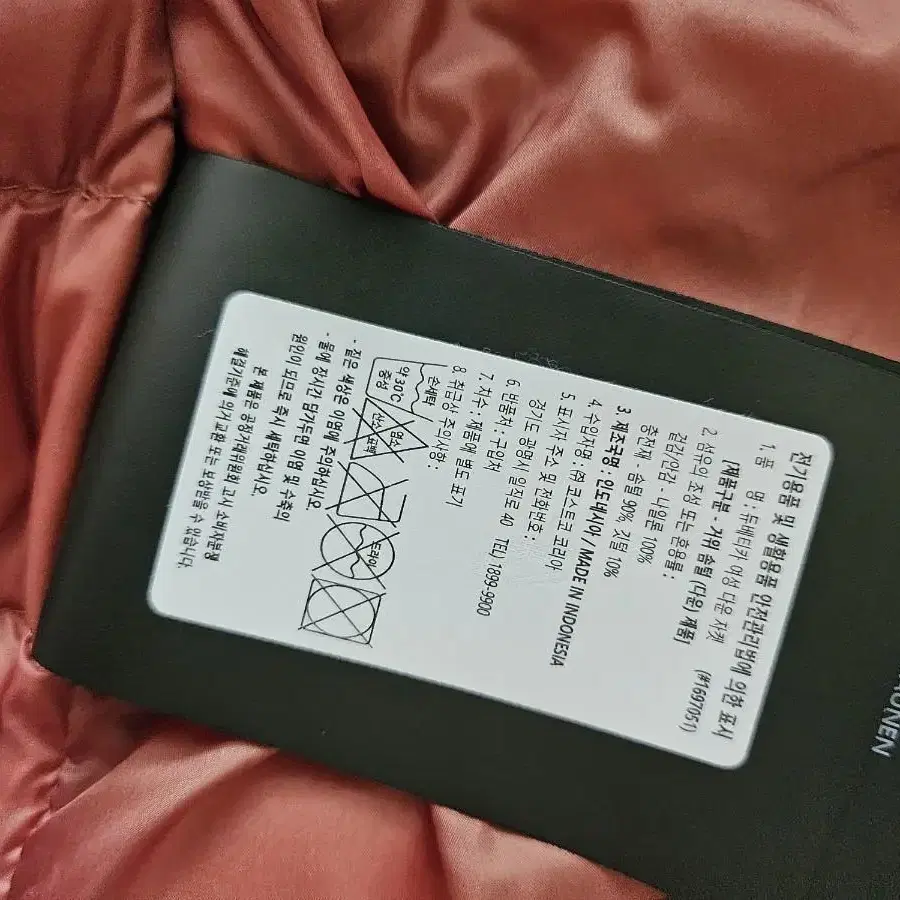 전기용품 및 생활용품 안전관리법에 의한 표시
1. 품 명 : 듀베티카 여성 다운 자켓 (#1697051)
[제품구분 - 거위 솜털 (다운) 제품]
2. 섬유의 조성 또는 혼용률 :
겉감/안감 - 나일론 100%
충전재 - 솜털 90%, 깃털 10%
3. 제조국명 : 인도네시아 / MADE IN INDONESIA
4. 수입자명 : ㈜ 코스트코 코리아
5. 표시자 주소 및 전화번호 :
경기도 광명시 일직로 40 TEL) 1899-9900
6. 반품처 : 구입처
7. 치수 : 제품에 별도 표기
8. 취급상 주의사항 :
손세탁
약 30℃
중성
염소
산소 표백
드라이
- 짙은 색상은 이염에 주의하십시오.
- 물에 장시간 담가두면 이염 및 수축의
원인이 되므로 즉시 세탁하십시오.
본 제품은 공정거래위원회 고시 소비자분쟁
해결기준에 의거 교환 또는 보상받을 수 있습니다.